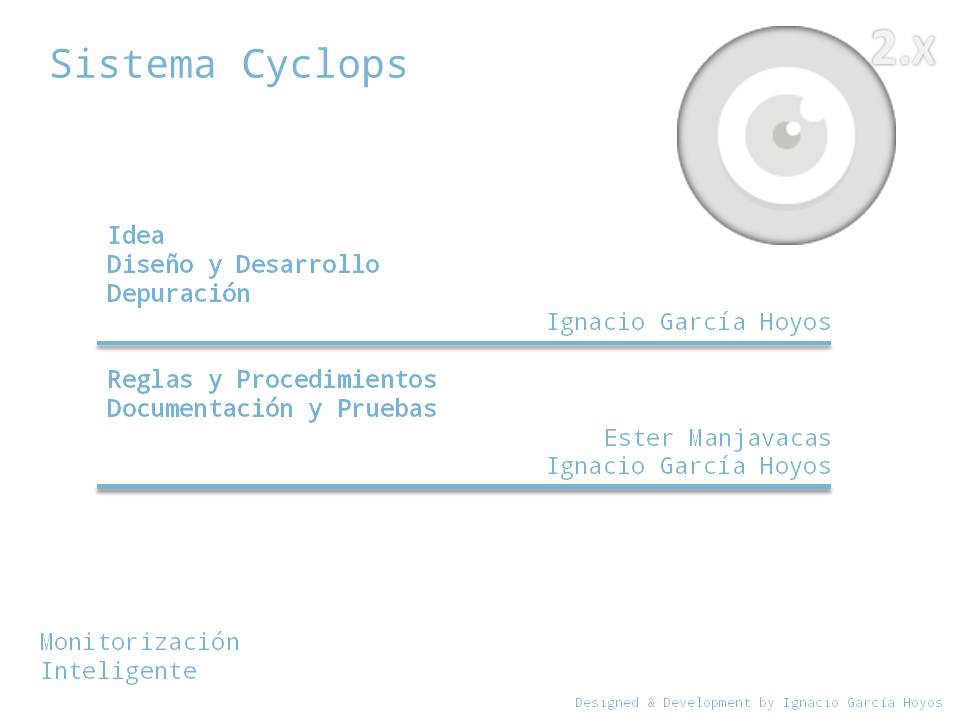 Sistema Cyclops
2.x
Idea
Diseño y Desarrollo
Depuración
Ignacio García Hoyos
Reglas y Procedimientos
Documentación y Pruebas
Ester Manjavacas
Ignacio García Hoyos
Monitorización
Inteligente
Designed & Development by Ignacio García Hoyos